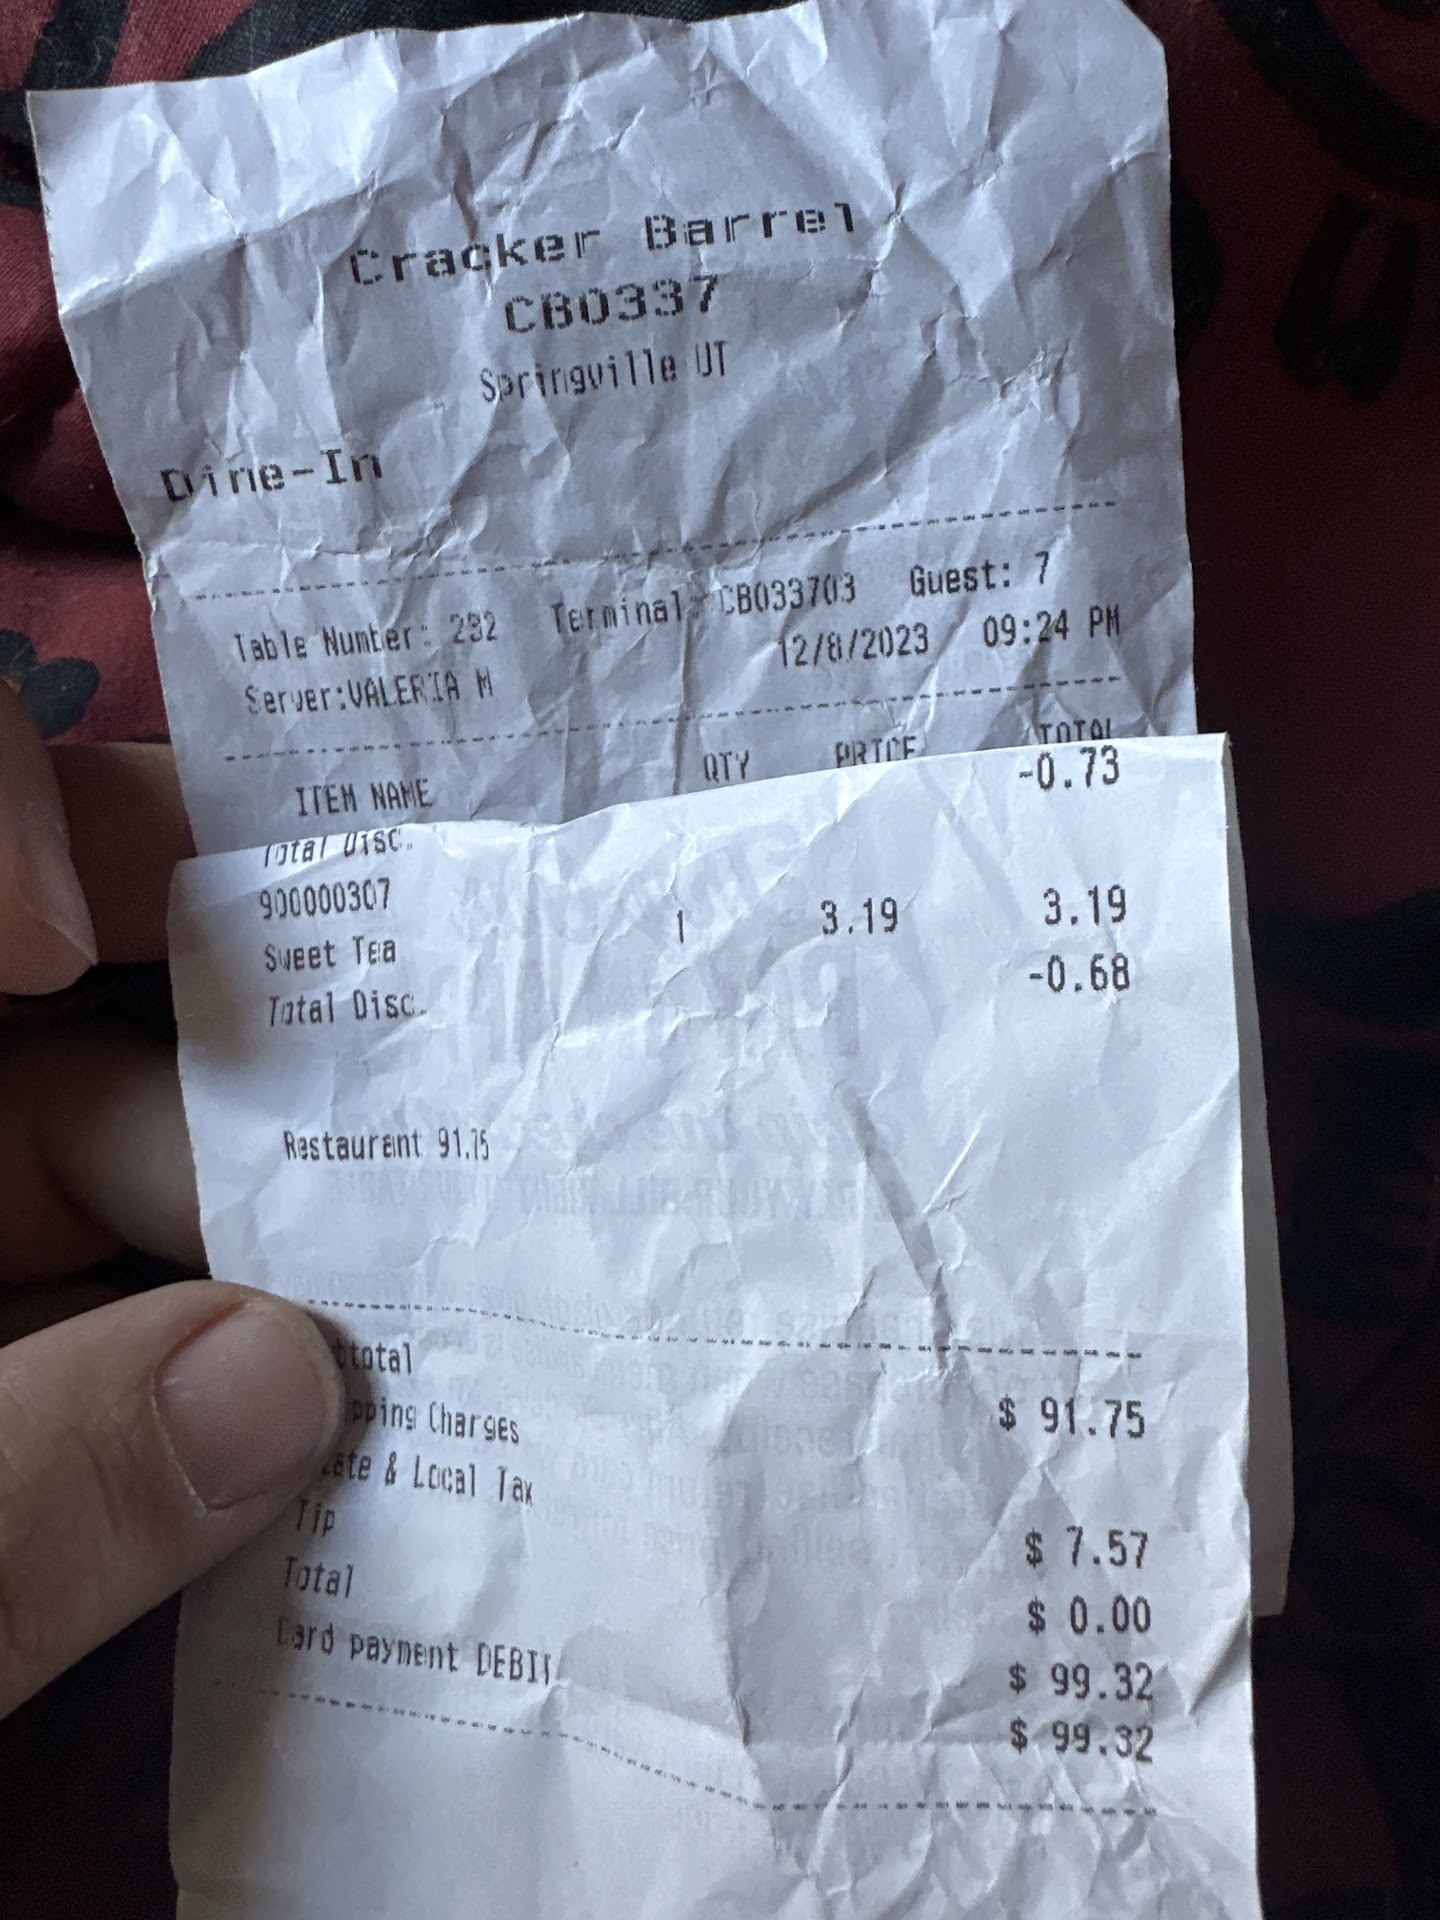 Cracker Barrel
CB0337
Springville UT
Dine-In
Table Number: 232 Terminal: CB033703 Guest: 7
Server:VALERIA M 12/8/2023 09:24 PM
ITEM NAME QTY PRICE TOTAL
Total Disc. -0.73
900000307
Sweet Tea 1 3.19 3.19
Total Disc. -0.68
Restaurant 91.75
btotal $ 91.75
pping Charges
ate & Local Tax $ 7.57
Tip $ 0.00
Total $ 99.32
Card payment DEBIT $ 99.32